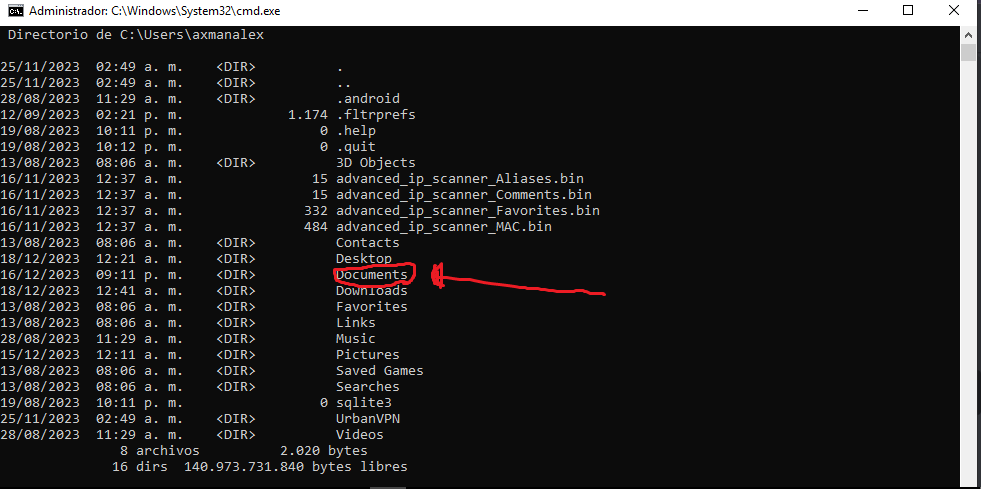 Administrador: C:\Windows\System32\cmd.exe
Directorio de C:\Users\axmanalex
25/11/2023  02:49 a. m.    <DIR>          .
25/11/2023  02:49 a. m.    <DIR>          ..
28/08/2023  11:29 a. m.    <DIR>          .android
12/09/2023  02:21 p. m.             1.174 .fltrprefs
19/08/2023  10:11 p. m.                 0 .help
19/08/2023  10:12 p. m.                 0 .quit
13/08/2023  08:06 a. m.    <DIR>          3D Objects
16/11/2023  12:37 a. m.                15 advanced_ip_scanner_Aliases.bin
16/11/2023  12:37 a. m.                15 advanced_ip_scanner_Comments.bin
16/11/2023  12:37 a. m.               332 advanced_ip_scanner_Favorites.bin
16/11/2023  12:37 a. m.               484 advanced_ip_scanner_MAC.bin
13/08/2023  08:06 a. m.    <DIR>          Contacts
18/12/2023  12:21 a. m.    <DIR>          Desktop
16/12/2023  09:11 p. m.    <DIR>          Documents
18/12/2023  12:41 a. m.    <DIR>          Downloads
13/08/2023  08:06 a. m.    <DIR>          Favorites
13/08/2023  08:06 a. m.    <DIR>          Links
28/08/2023  11:29 a. m.    <DIR>          Music
15/12/2023  12:11 a. m.    <DIR>          Pictures
13/08/2023  08:06 a. m.    <DIR>          Saved Games
13/08/2023  08:06 a. m.    <DIR>          Searches
19/08/2023  10:11 p. m.                 0 sqlite3
25/11/2023  02:49 a. m.    <DIR>          UrbanVPN
28/08/2023  11:29 a. m.    <DIR>          Videos
8 archivos          2.020 bytes
16 dirs  140.973.731.840 bytes libres